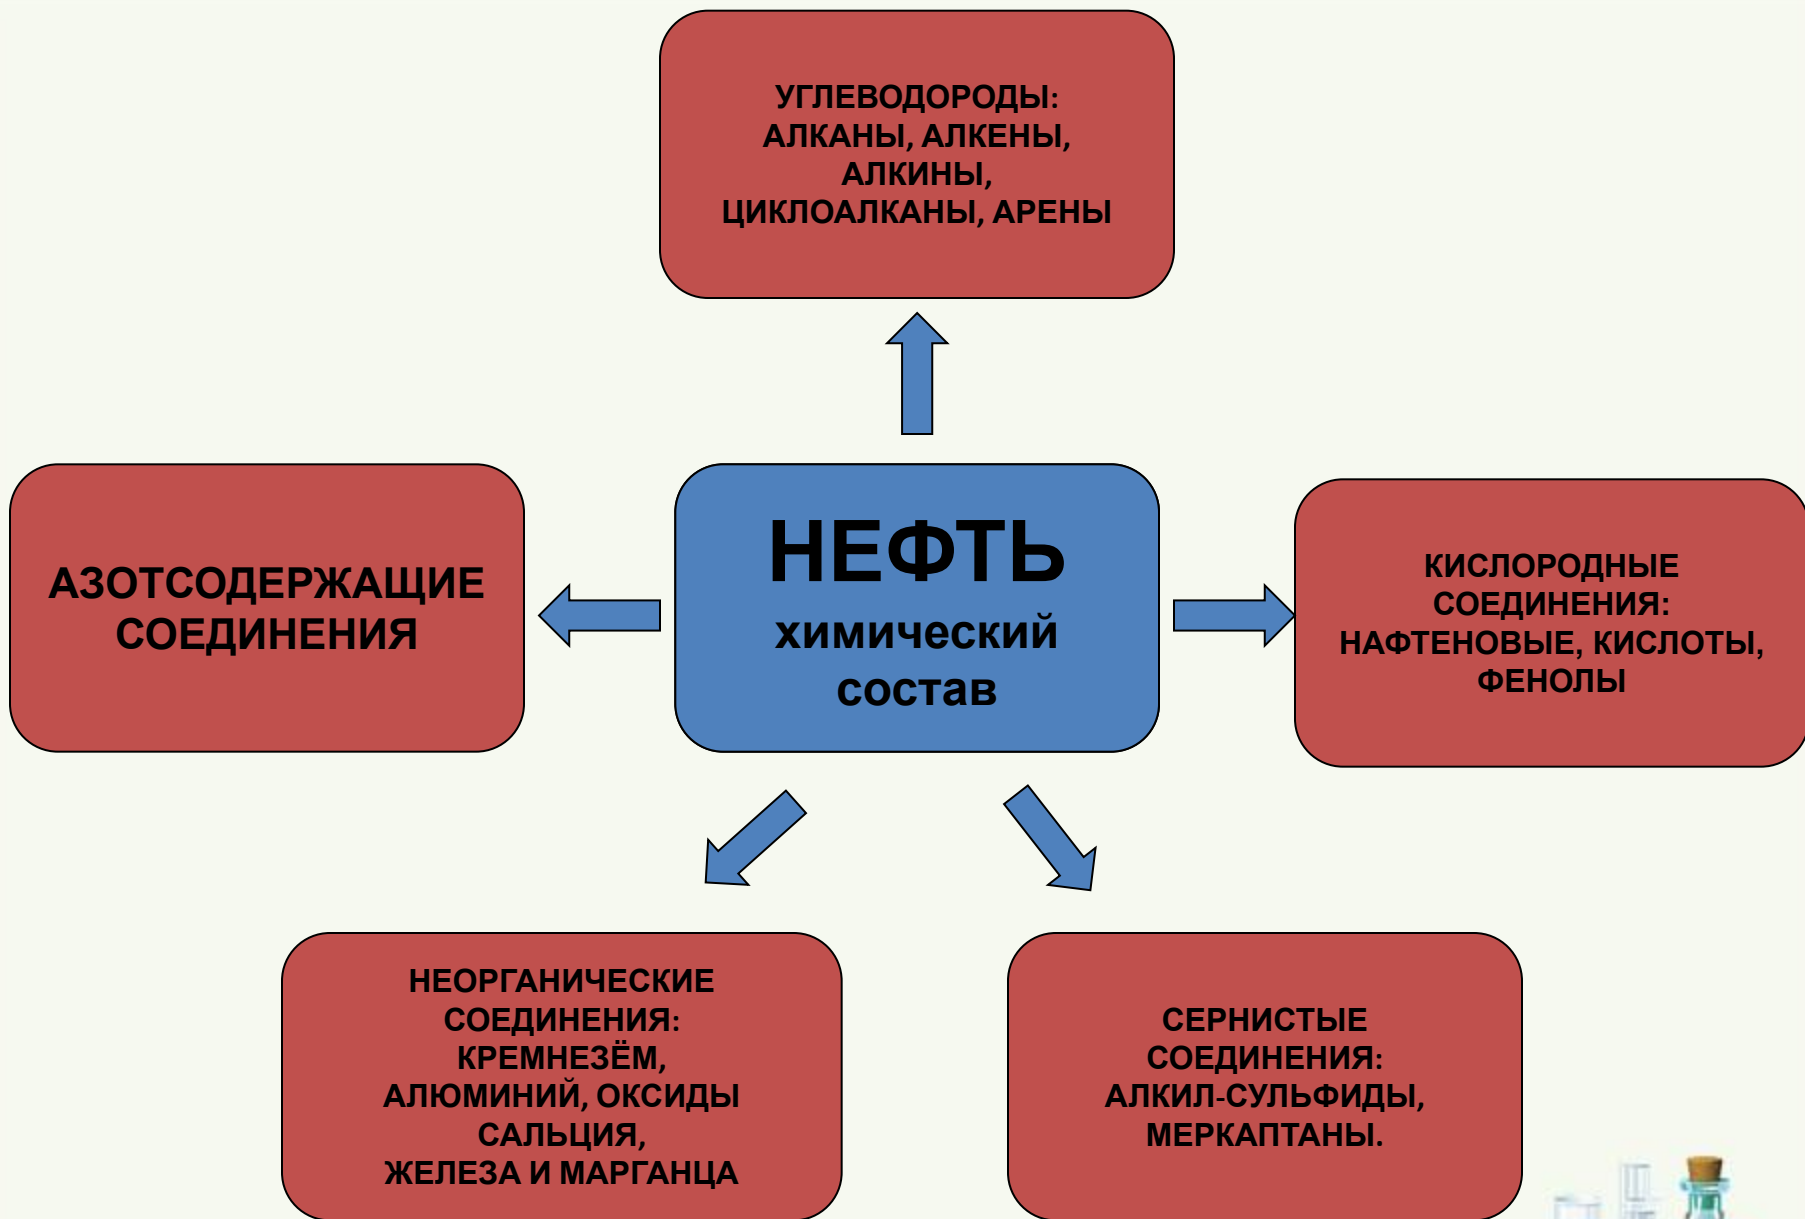 УГЛЕВОДОРОДЫ:
АЛКАНЫ, АЛКЕНЫ,
АЛКИНЫ,
ЦИКЛОАЛКАНЫ, АРЕНЫ
АЗОТСОДЕРЖАЩИЕ
СОЕДИНЕНИЯ
НЕФТЬ
химический
состав
КИСЛОРОДНЫЕ
СОЕДИНЕНИЯ:
НАФТЕНОВЫЕ, КИСЛОТЫ,
ФЕНОЛЫ
НЕОРГАНИЧЕСКИЕ
СОЕДИНЕНИЯ:
КРЕМНЕЗЁМ,
АЛЮМИНИЙ, ОКСИДЫ
САЛЬЦИЯ,
ЖЕЛЕЗА И МАРГАНЦА
СЕРНИСТЫЕ
СОЕДИНЕНИЯ:
АЛКИЛ-СУЛЬФИДЫ,
МЕРКАПТАНЫ.